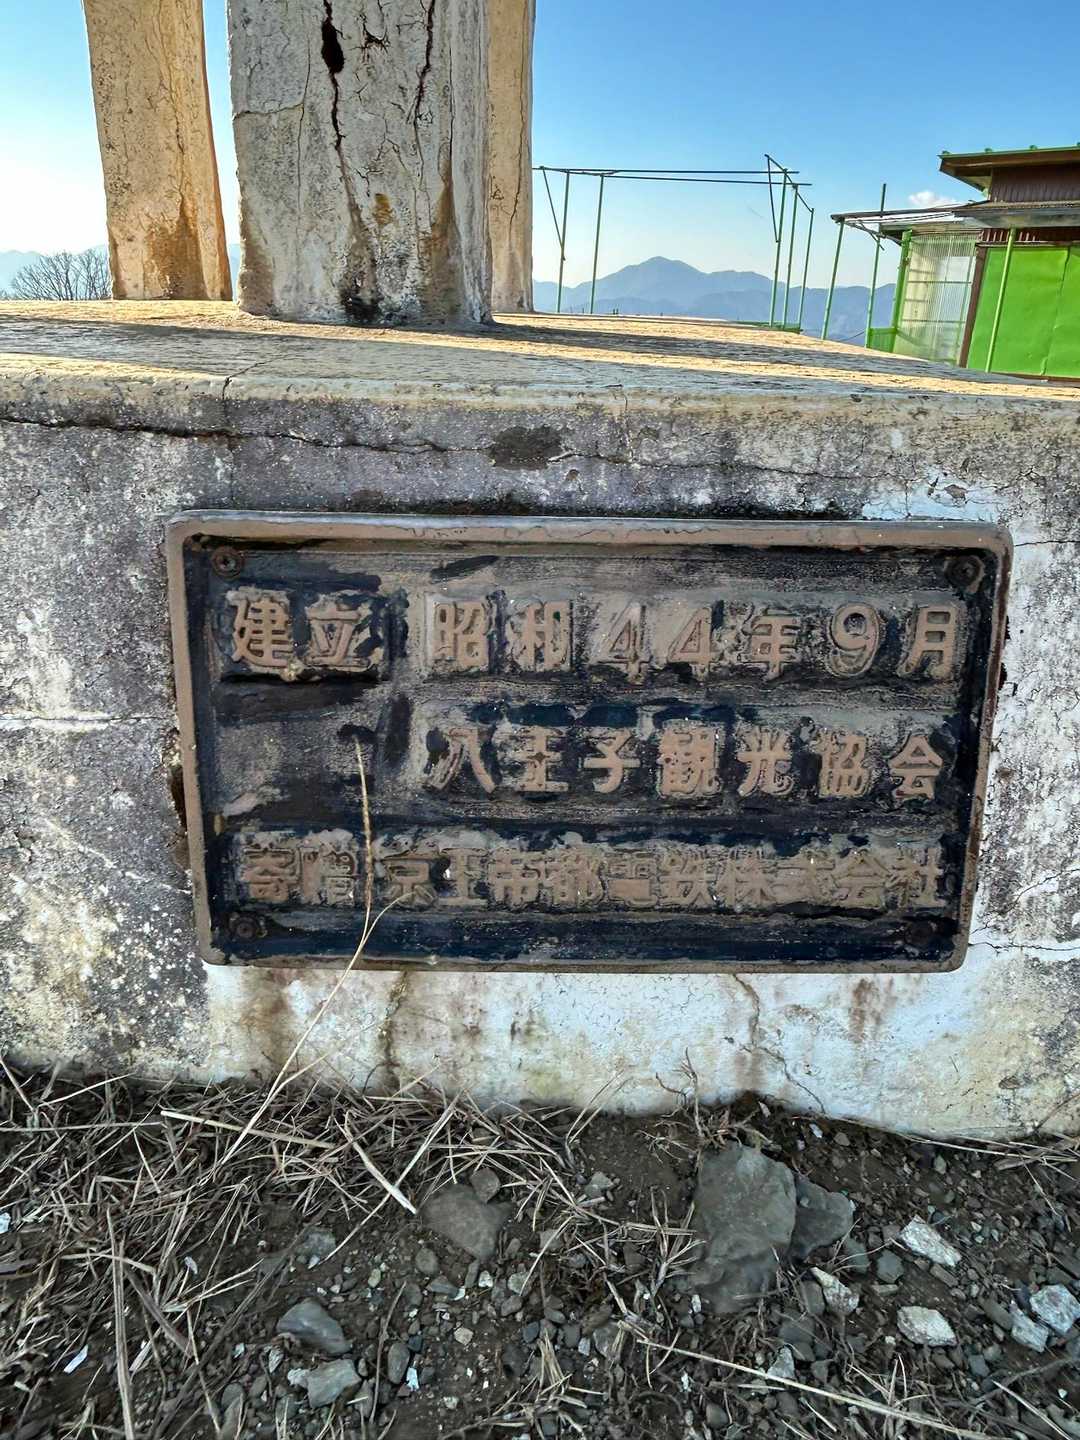 建立 昭和44年9月
八王子観光協会
寄贈 京王帝都電鉄株式会社